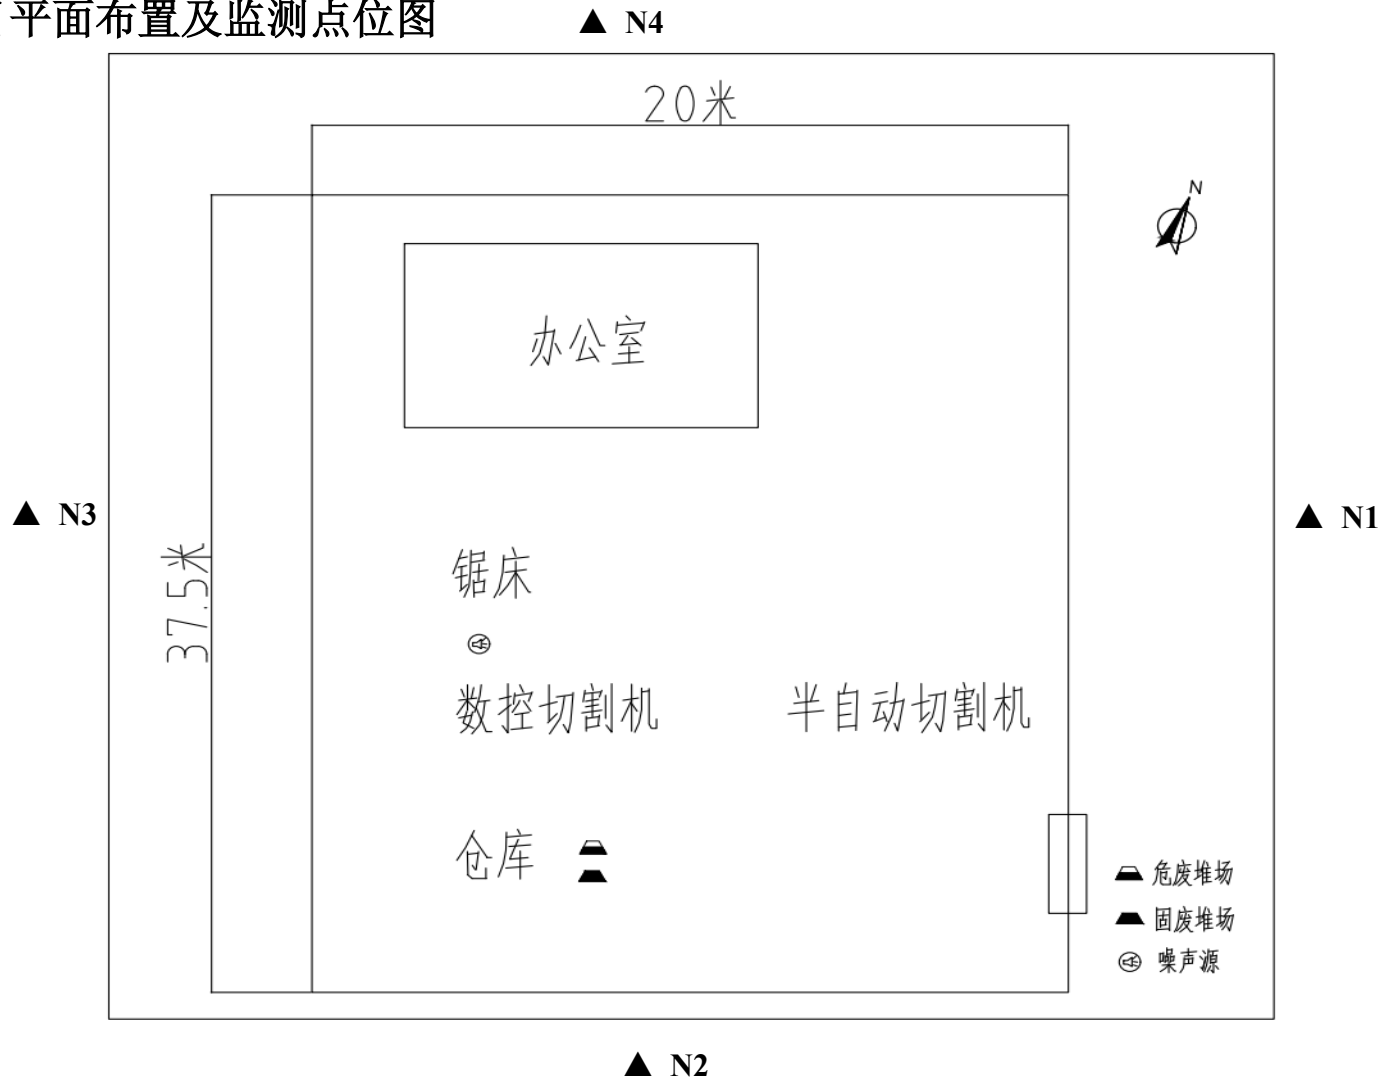 平面布置及监测点位图
▲ N4
20米
N
办公室
▲ N3
▲ N1
37.5米
锯床
数控切割机
半自动切割机
仓库
危废堆场
固废堆场
噪声源
▲ N2